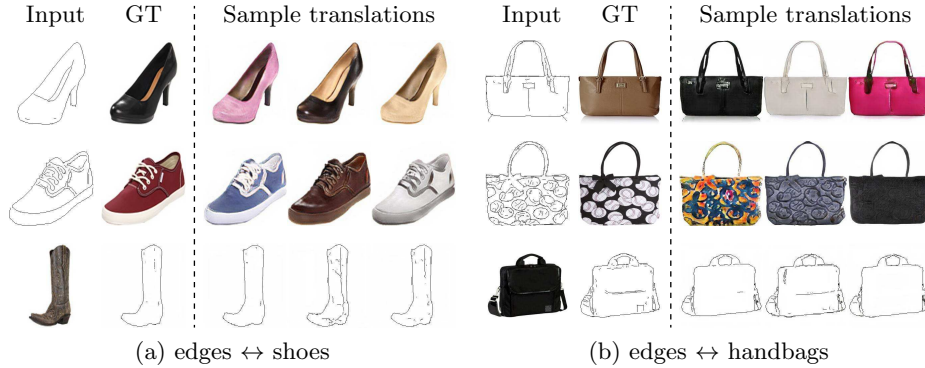 Input GT Sample translations Input GT Sample translations
(a) edges ↔ shoes (b) edges ↔ handbags